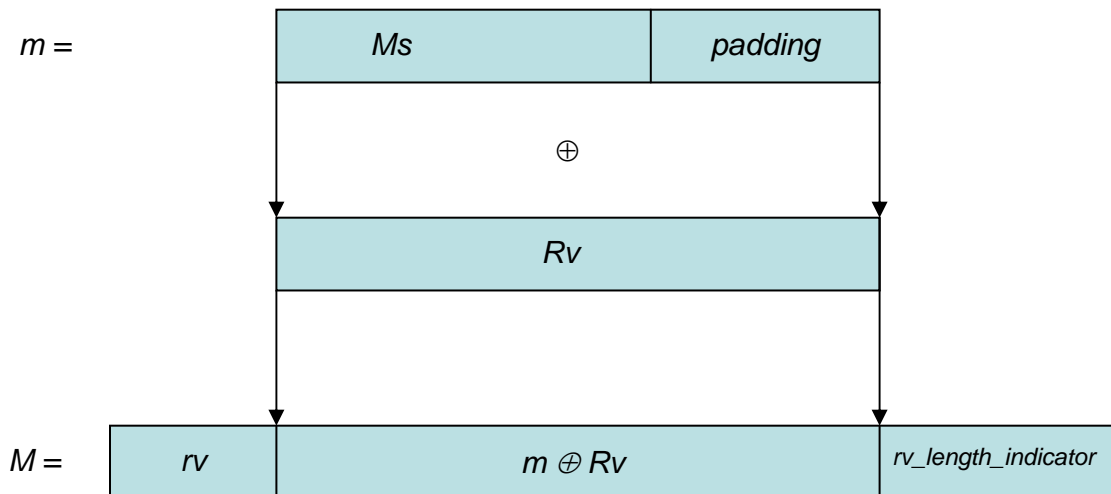 m = Ms padding
⊕
Rv
M = rv m ⊕ Rv rv_length_indicator